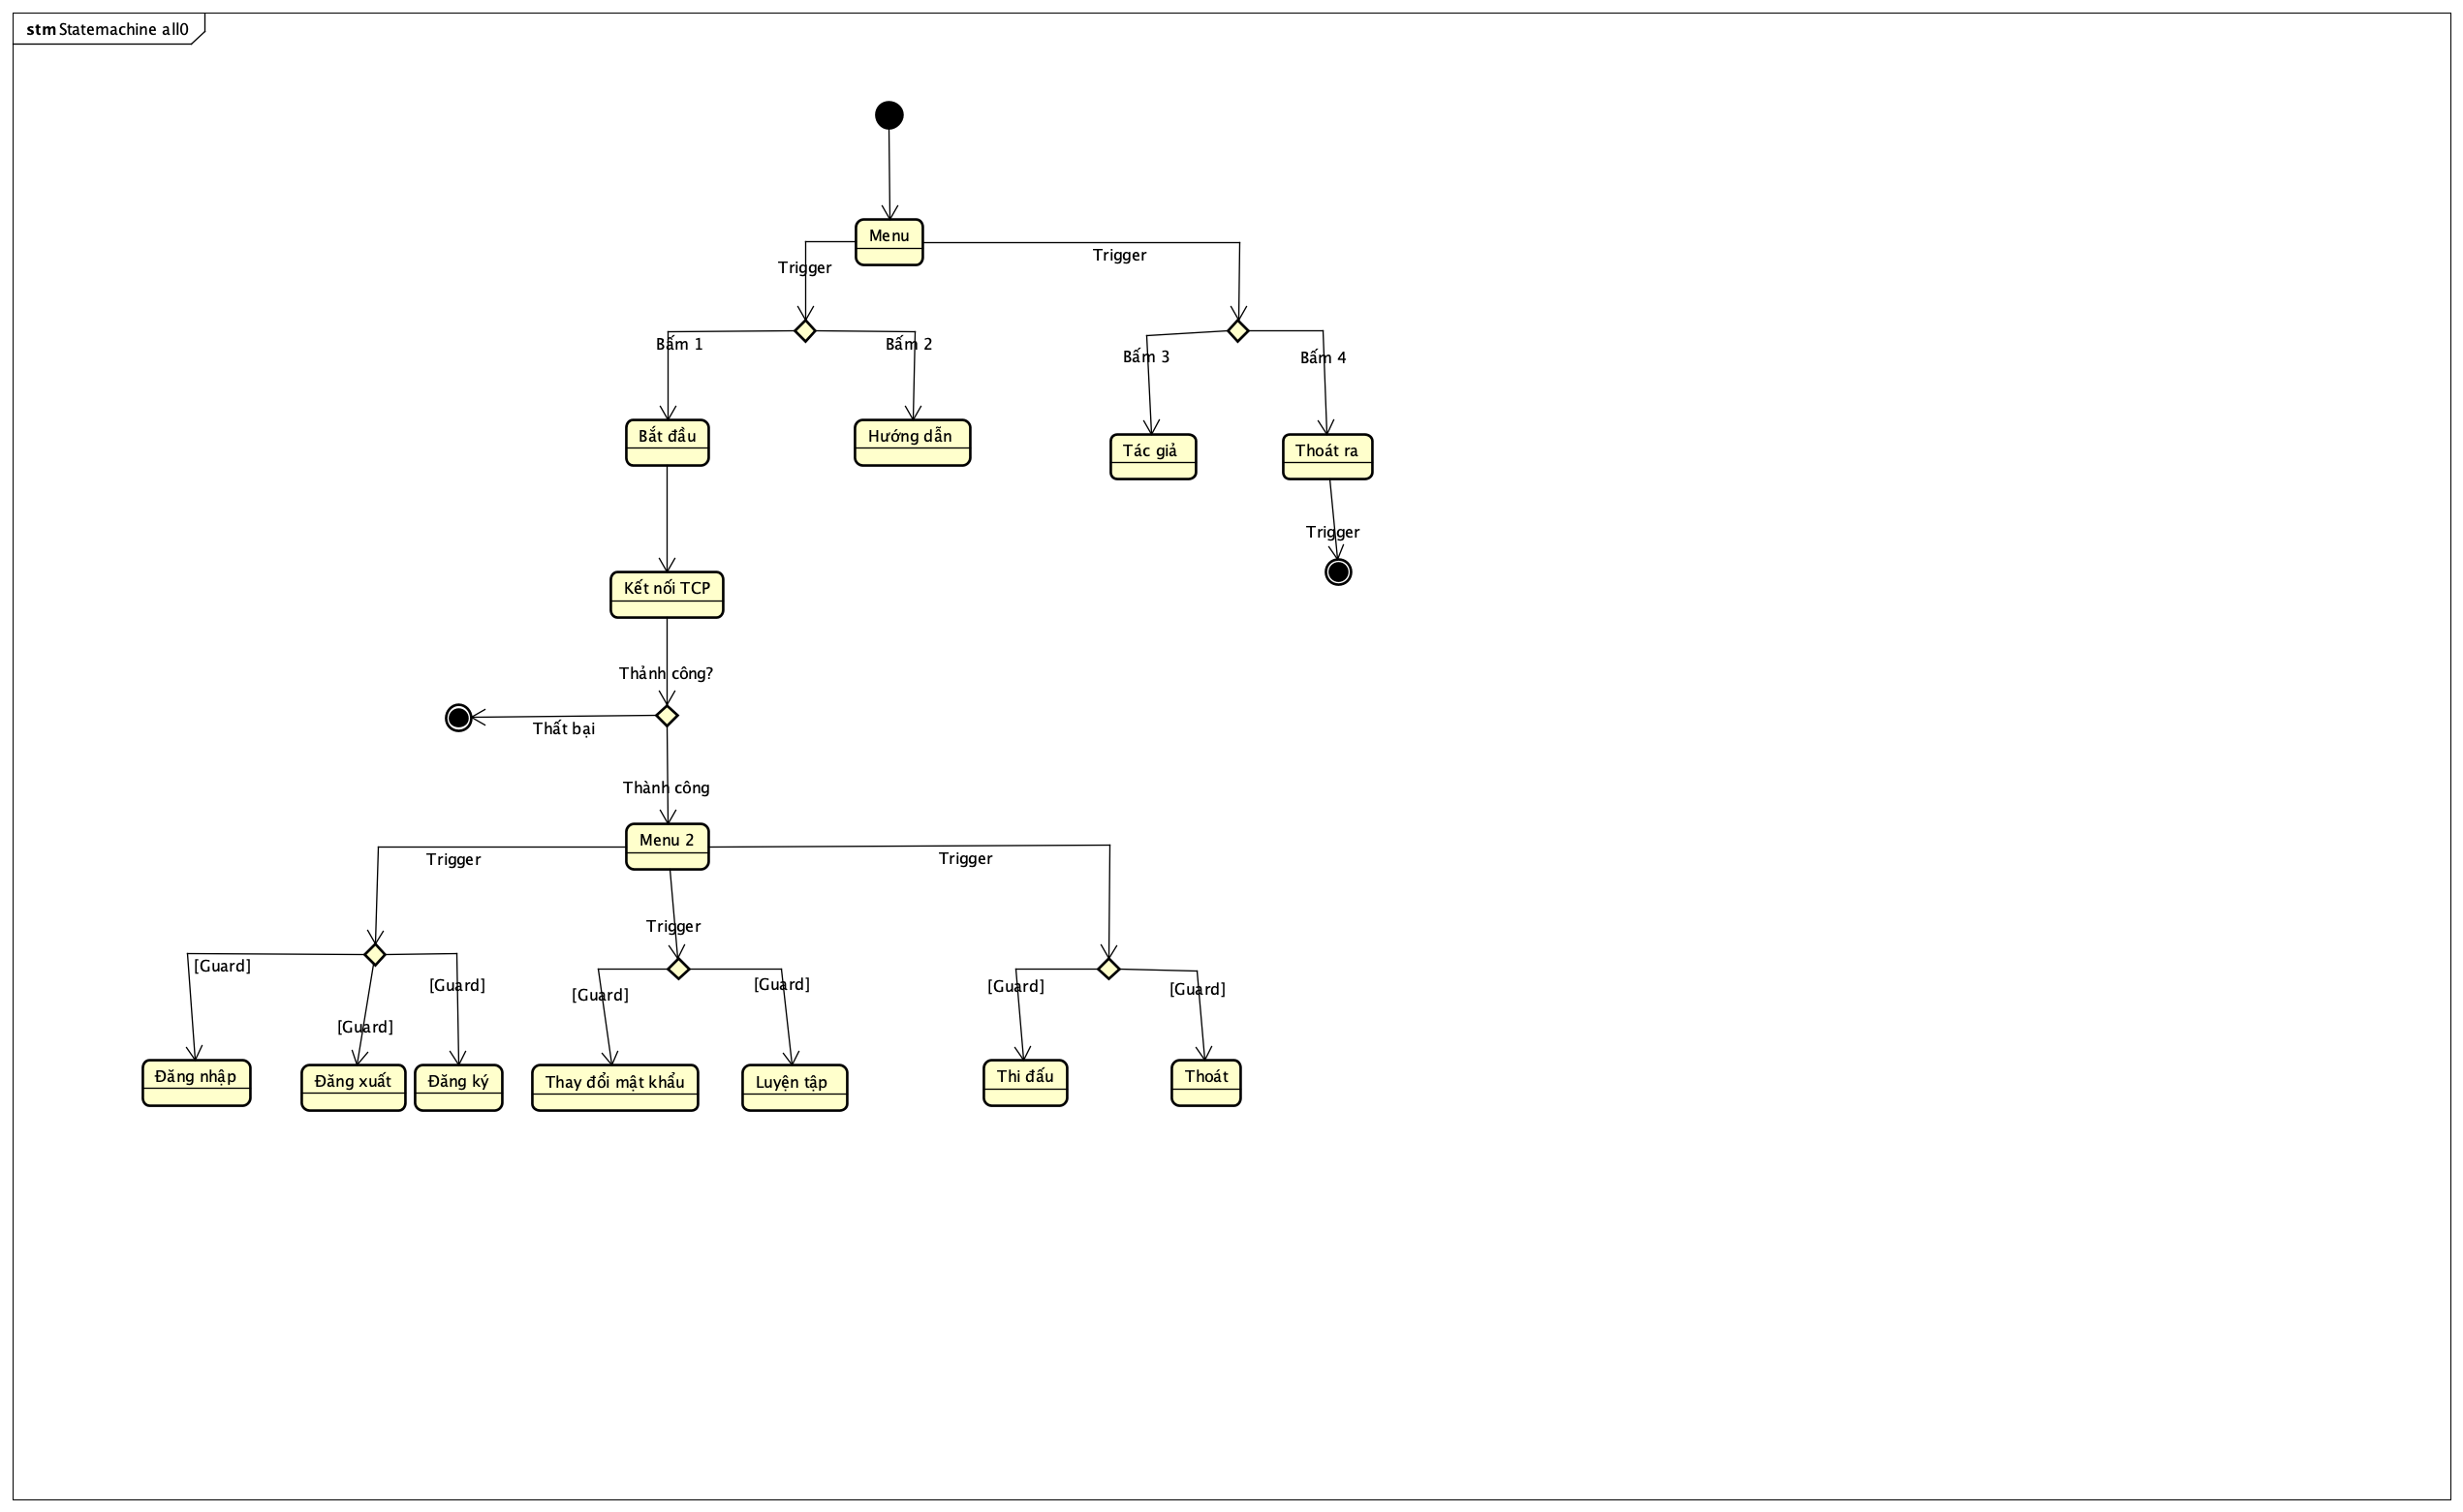 stm Statemachine all0
Menu
Trigger
Trigger
Bấm 1
Bấm 2
Bấm 3
Bấm 4
Bắt đầu
Hướng dẫn
Tác giả
Thoát ra
Trigger
Kết nối TCP
Thảnh công?
Thất bại
Thành công
Menu 2
Trigger
Trigger
Trigger
[Guard]
[Guard]
[Guard]
[Guard]
[Guard]
[Guard]
[Guard]
Đăng nhập
Đăng xuất
Đăng ký
Thay đổi mật khẩu
Luyện tập
Thi đấu
Thoát